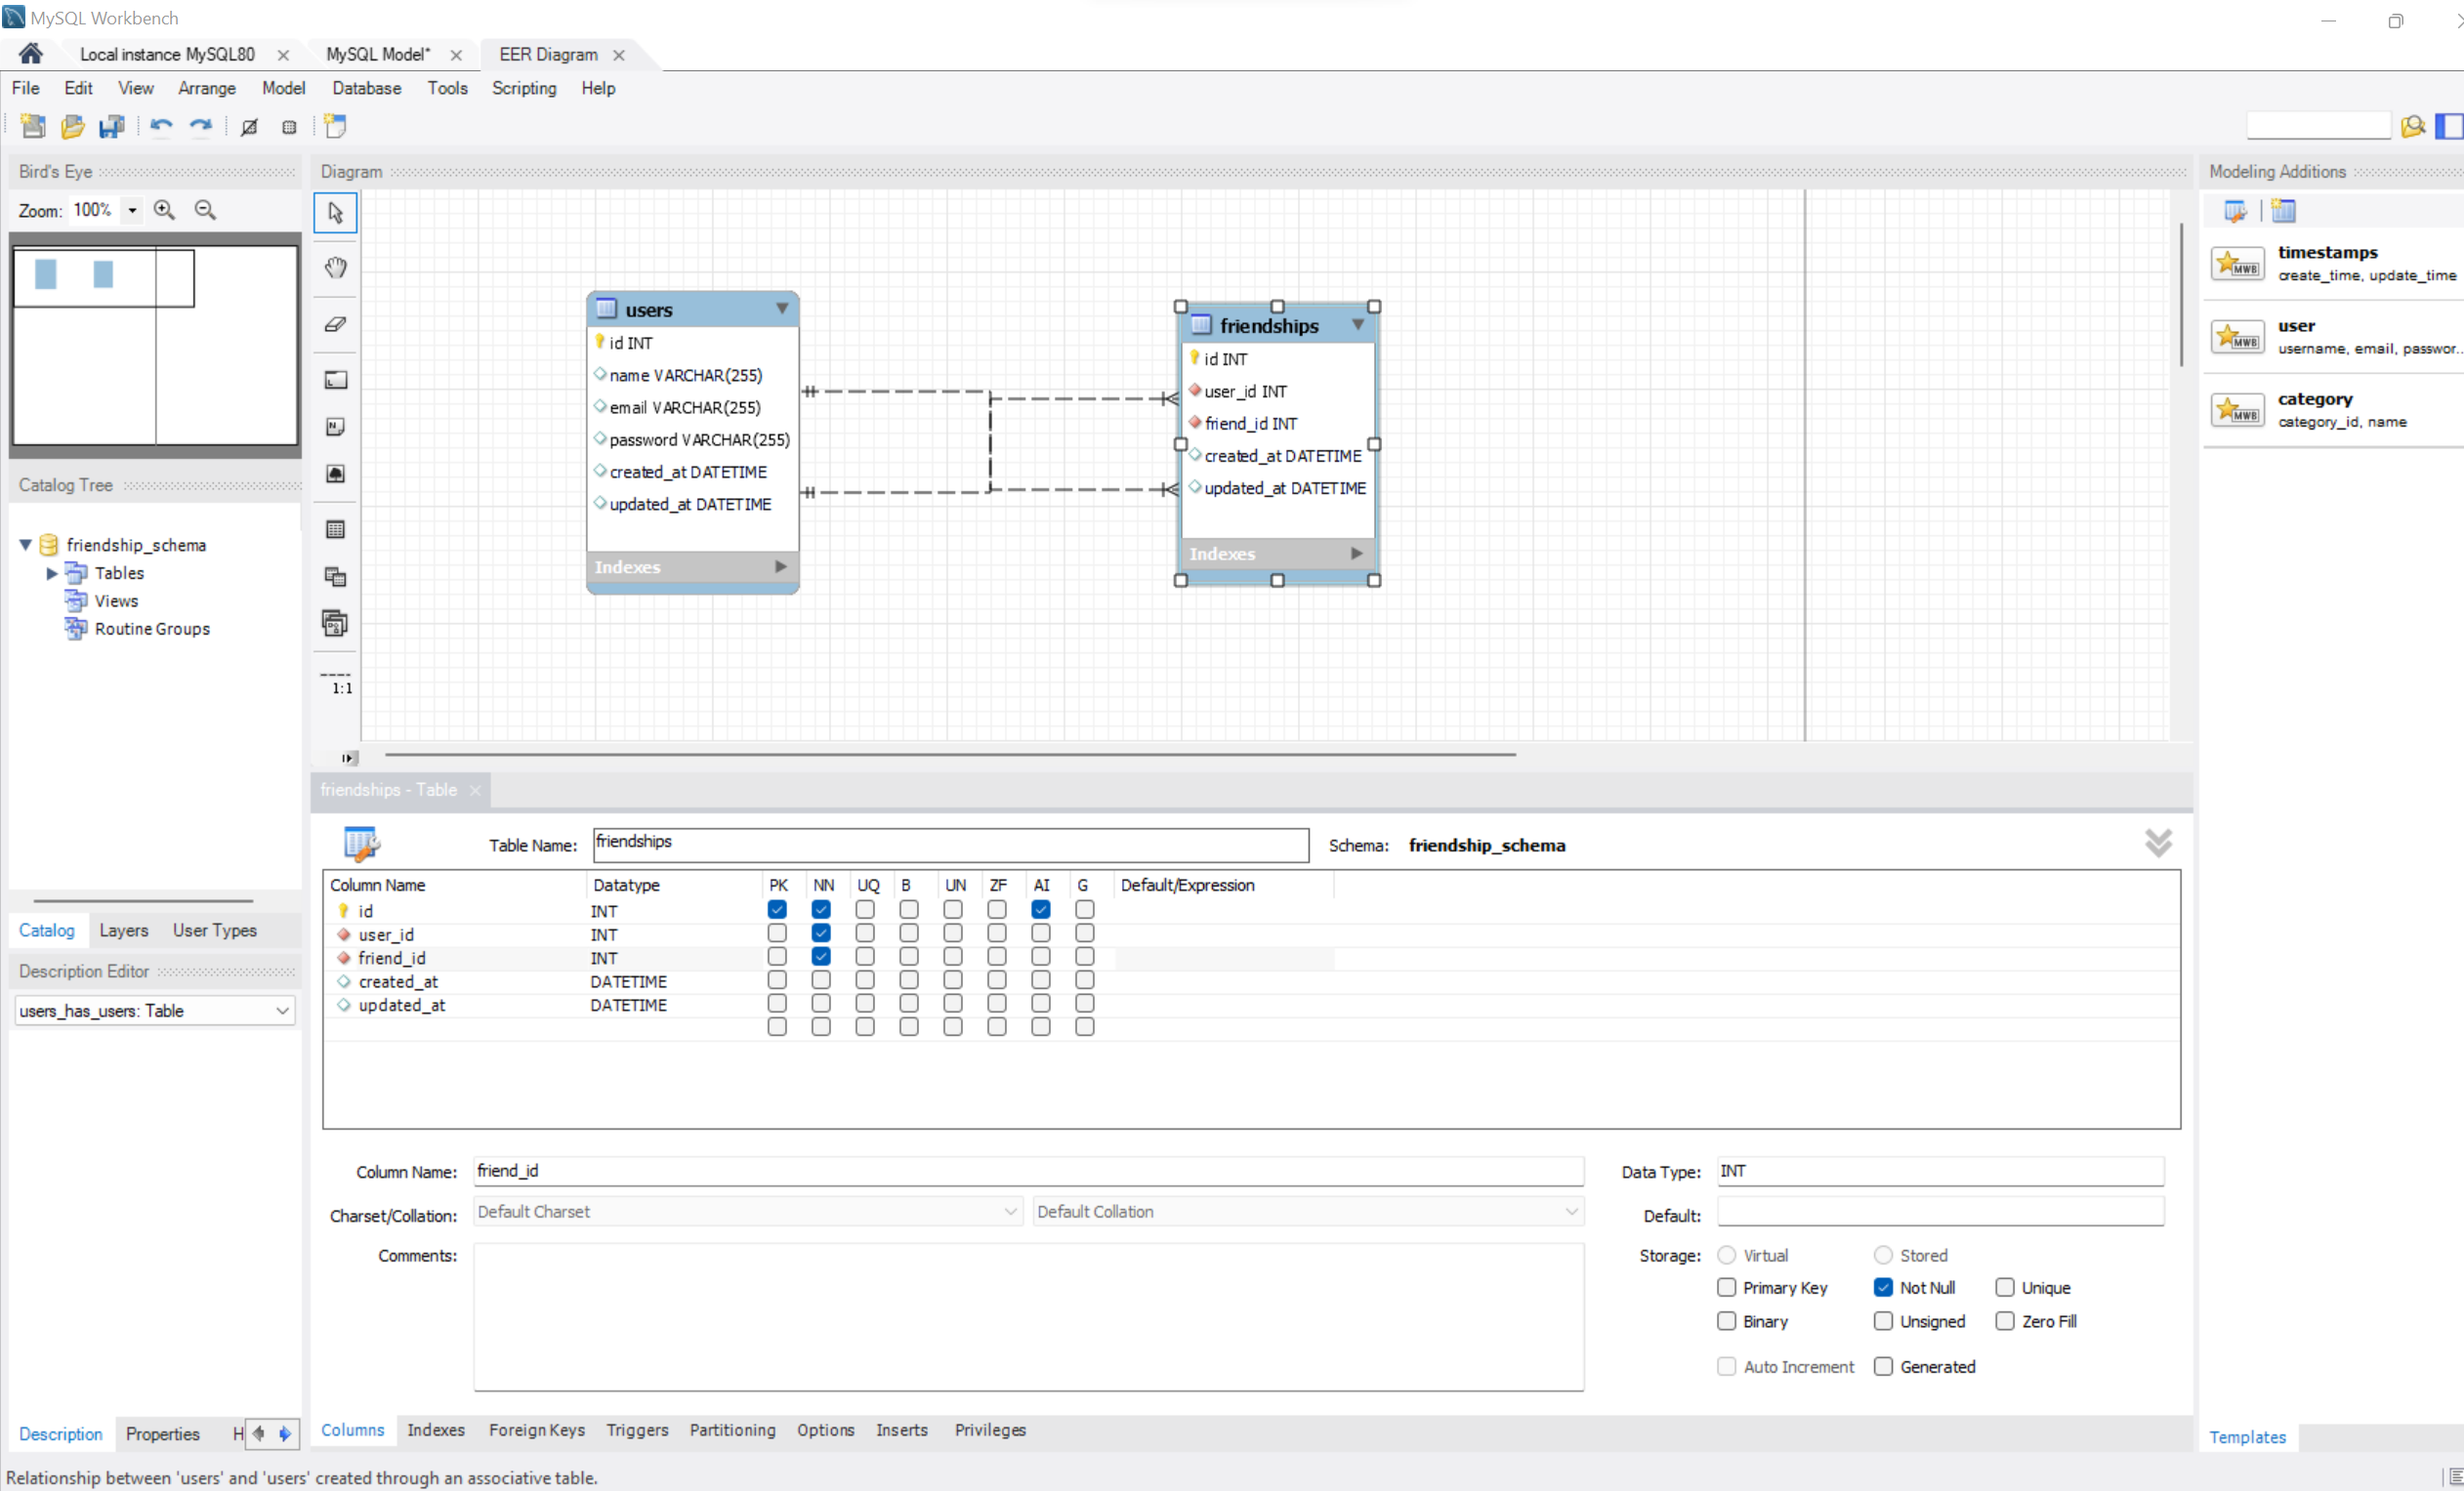 MySQL Workbench
Local instance MySQL80
MySQL Model*
EER Diagram
File Edit View Arrange Model Database Tools Scripting Help
Bird's Eye
Zoom: 100%
Catalog Tree
friendship_schema
Tables
Views
Routine Groups
Catalog Layers User Types
Description Editor
users_has_users: Table
Description Properties H
Diagram
1:1
users
id INT
name VARCHAR(255)
email VARCHAR(255)
password VARCHAR(255)
created_at DATETIME
updated_at DATETIME
Indexes
friendships
id INT
user_id INT
friend_id INT
created_at DATETIME
updated_at DATETIME
Indexes
friendships - Table
Table Name: friendships Schema: friendship_schema
Column Name Datatype PK NN UQ B UN ZF AI G Default/Expression
id INT
user_id INT
friend_id INT
created_at DATETIME
updated_at DATETIME
Column Name: friend_id Data Type: INT
Charset/Collation: Default Charset Default Collation Default:
Comments: Storage: Virtual Stored
Primary Key Not Null Unique
Binary Unsigned Zero Fill
Auto Increment Generated
Columns Indexes Foreign Keys Triggers Partitioning Options Inserts Privileges
Modeling Additions
MWB
timestamps
create_time, update_time
MWB
user
username, email, passwor...
MWB
category
category_id, name
Templates
Relationship between 'users' and 'users' created through an associative table.